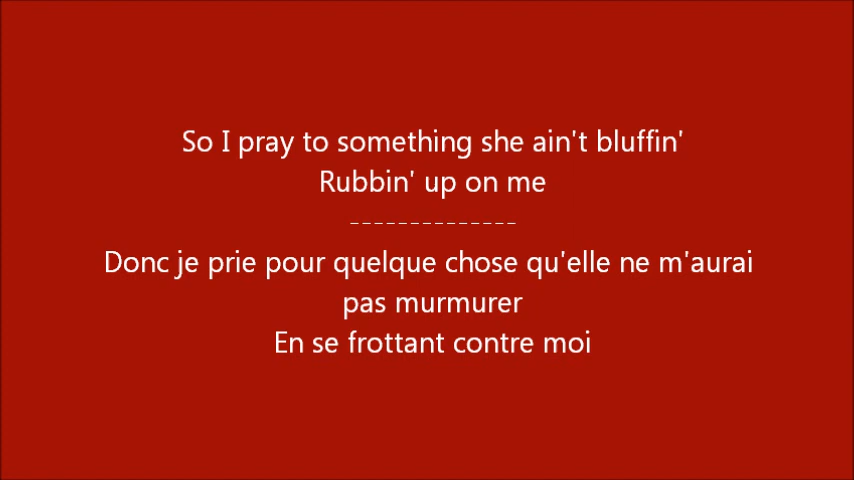 So I pray to something she ain't bluffin'
Rubbin' up on me
--------------
Donc je prie pour quelque chose qu'elle ne m'aurai
pas murmurer
En se frottant contre moi